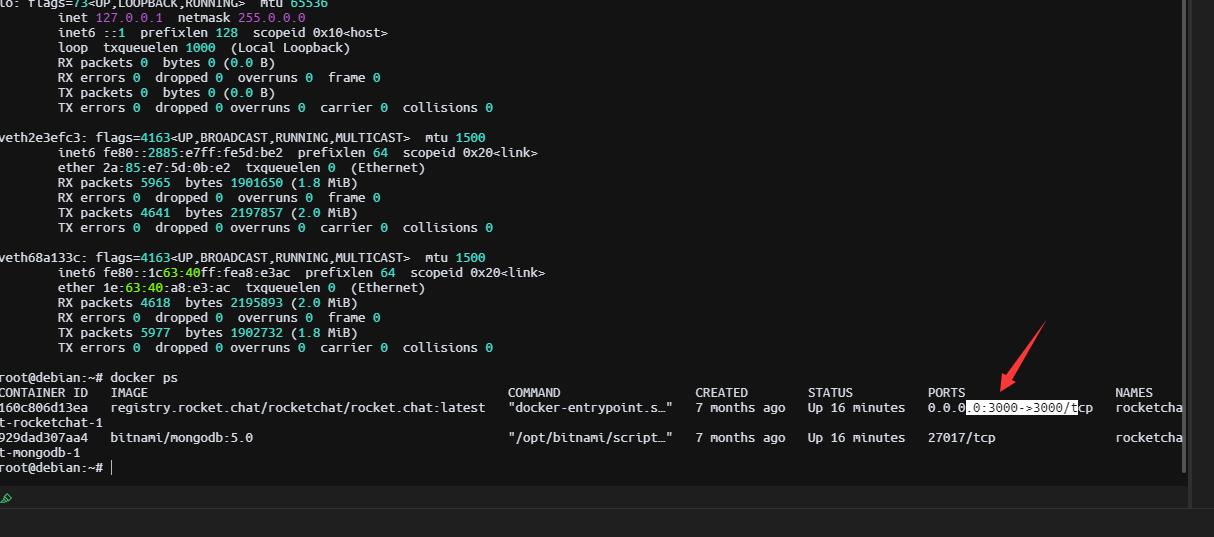 lo: flags=73<UP,LOOPBACK,RUNNING>  mtu 65536
inet 127.0.0.1  netmask 255.0.0.0
inet6 ::1  prefixlen 128  scopeid 0x10<host>
loop  txqueuelen 1000  (Local Loopback)
RX packets 0  bytes 0 (0.0 B)
RX errors 0  dropped 0  overruns 0  frame 0
TX packets 0  bytes 0 (0.0 B)
TX errors 0  dropped 0 overruns 0  carrier 0  collisions 0
veth2e3efc3: flags=4163<UP,BROADCAST,RUNNING,MULTICAST>  mtu 1500
inet6 fe80::2885:e7ff:fe5d:be2  prefixlen 64  scopeid 0x20<link>
ether 2a:85:e7:5d:0b:e2  txqueuelen 0  (Ethernet)
RX packets 5965  bytes 1901650 (1.8 MiB)
RX errors 0  dropped 0  overruns 0  frame 0
TX packets 4641  bytes 2197857 (2.0 MiB)
TX errors 0  dropped 0 overruns 0  carrier 0  collisions 0
veth68a133c: flags=4163<UP,BROADCAST,RUNNING,MULTICAST>  mtu 1500
inet6 fe80::1c63:40ff:fea8:e3ac  prefixlen 64  scopeid 0x20<link>
ether 1e:63:40:a8:e3:ac  txqueuelen 0  (Ethernet)
RX packets 4618  bytes 2195893 (2.0 MiB)
RX errors 0  dropped 0  overruns 0  frame 0
TX packets 5977  bytes 1902732 (1.8 MiB)
TX errors 0  dropped 0 overruns 0  carrier 0  collisions 0
root@debian:~# docker ps
CONTAINER ID   IMAGE   COMMAND   CREATED   STATUS   PORTS   NAMES
160c806d13ea   registry.rocket.chat/rocketchat/rocket.chat:latest   "docker-entrypoint.s…"   7 months ago   Up 16 minutes   0.0.0.0:3000->3000/tcp   rocketcha
t-rocketchat-1
929dad307aa4   bitnami/mongodb:5.0   "/opt/bitnami/script…"   7 months ago   Up 16 minutes   27017/tcp   rocketcha
t-mongodb-1
root@debian:~#